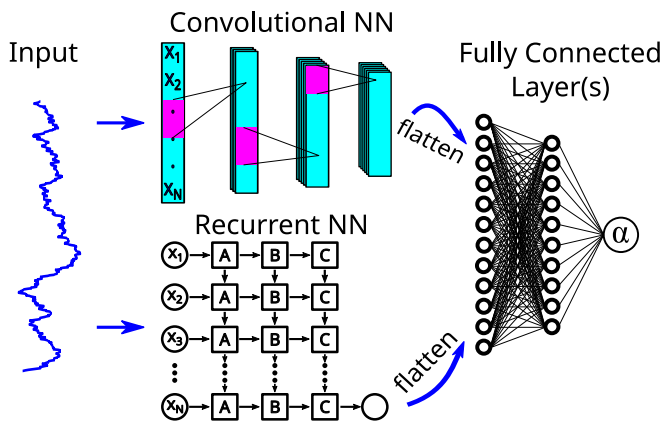 Input
Convolutional NN
X1
X2
.
.
.
XN
Fully Connected
Layer(s)
flatten
α
Recurrent NN
X1 A B C
X2 A B C
X3 A B C
XN A B C
flatten